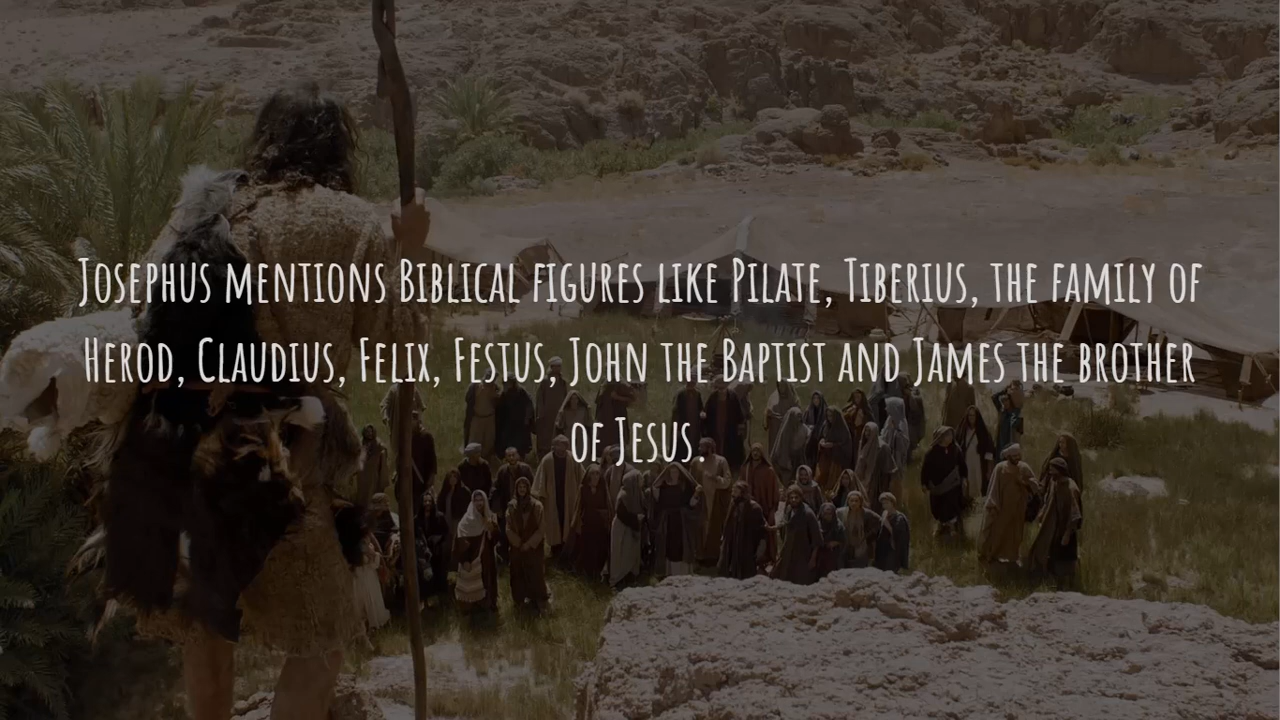 Josephus mentions Biblical figures like Pilate, Tiberius, the family of
Herod, Claudius, Felix, Festus, John the Baptist and James the brother
of Jesus.